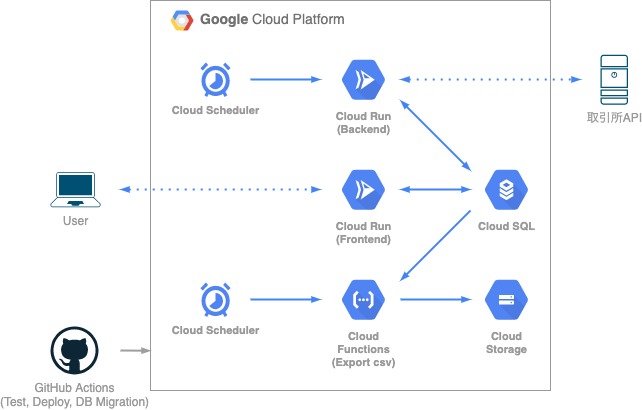 Google Cloud Platform
Cloud Scheduler
Cloud Run
(Backend)
取引所API
User
Cloud Run
(Frontend)
Cloud SQL
Cloud Scheduler
Cloud
Functions
(Export csv)
Cloud
Storage
GitHub Actions
(Test, Deploy, DB Migration)